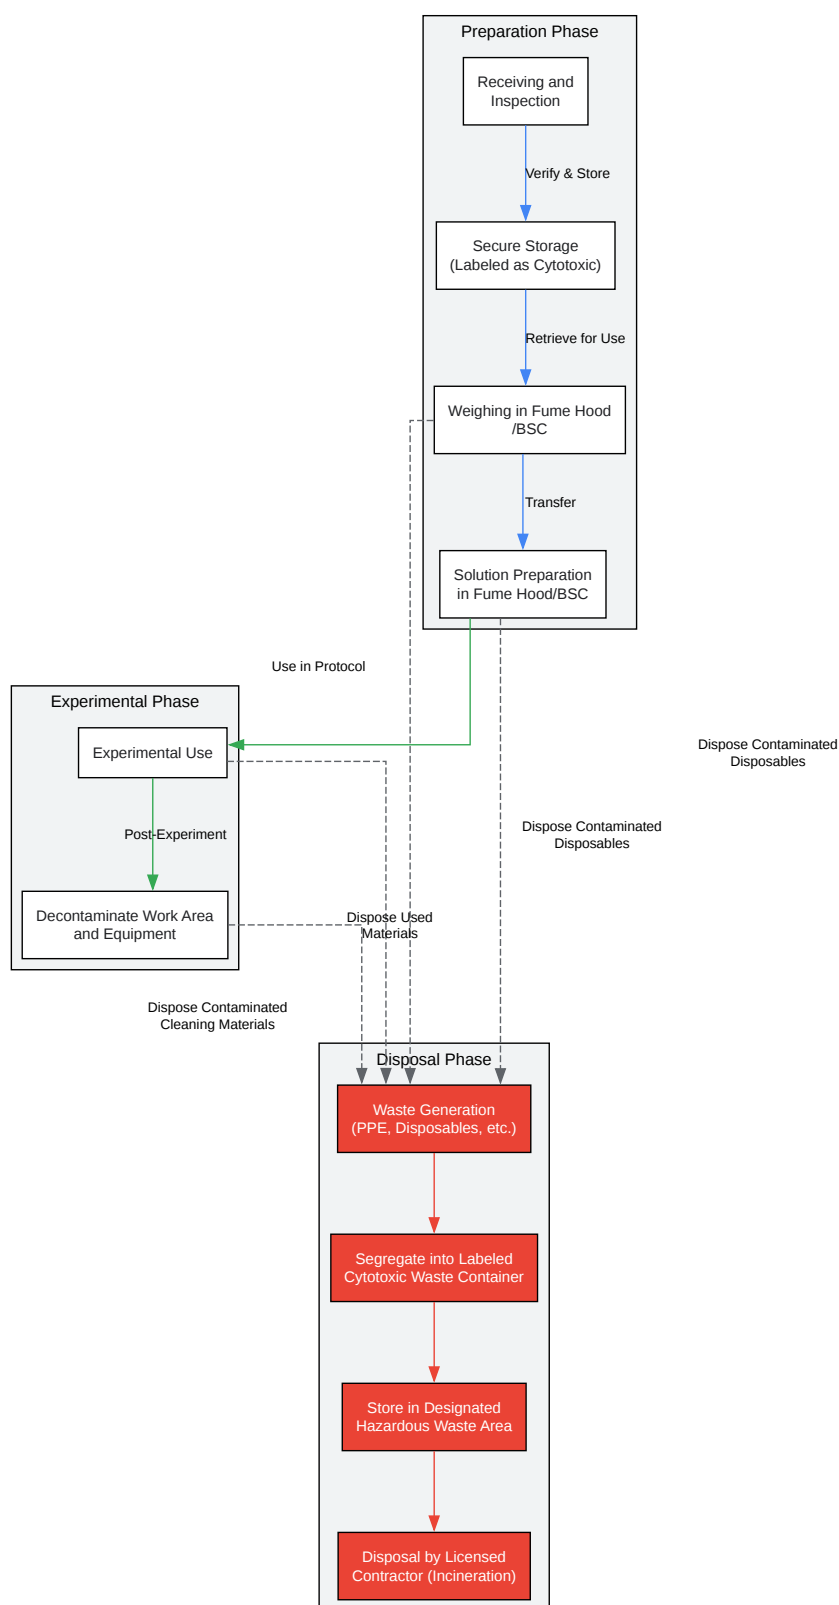 Preparation Phase
Receiving and
Inspection
Verify & Store
Secure Storage
(Labeled as Cytotoxic)
Retrieve for Use
Weighing in Fume Hood
/BSC
Transfer
Solution Preparation
in Fume Hood/BSC
Use in Protocol
Experimental Phase
Experimental Use
Dispose Contaminated
Disposables
Post-Experiment
Dispose Contaminated
Disposables
Decontaminate Work Area
and Equipment
Dispose Used
Materials
Dispose Contaminated
Cleaning Materials
Disposal Phase
Waste Generation
(PPE, Disposables, etc.)
Segregate into Labeled
Cytotoxic Waste Container
Store in Designated
Hazardous Waste Area
Disposal by Licensed
Contractor (Incineration)